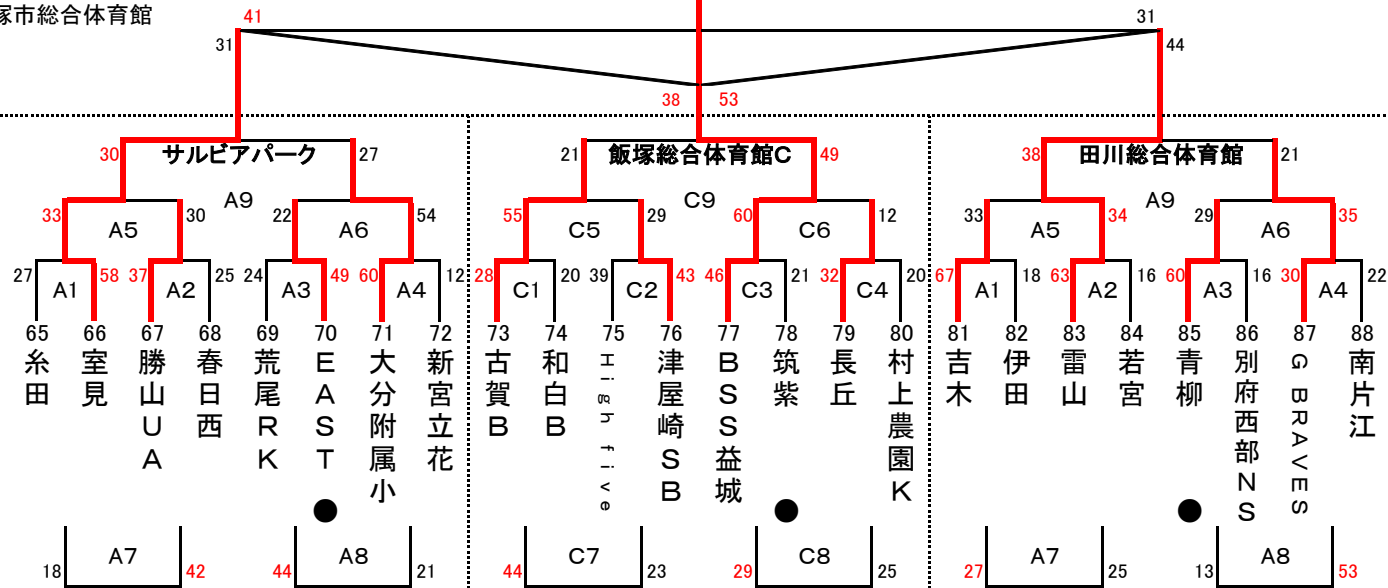 塚市総合体育館
41 31
31 44
38 53
30 サルビアパーク 27 21 飯塚総合体育館C 49 38 田川総合体育館 21
A9 C9 A9
33 30 22 54 55 29 60 12 33 34 29 35
A5 A6 C5 C6 A5 A6
27 58 37 25 24 49 60 12 28 20 39 43 46 21 32 20 67 18 63 16 60 16 30 22
A1 A2 A3 A4 C1 C2 C3 C4 A1 A2 A3 A4
65 66 67 68 69 70 71 72 73 74 75 76 77 78 79 80 81 82 83 84 85 86 87 88
糸田
室見
勝山UA
春日西
荒尾RK
EAST
大分附属小
新宮立花
古賀B
和白B
High five
津屋崎SB
BSS益城
筑紫
長丘
村上農園K
吉木
伊田
雷山
若宮
青柳
別府西部NS
G BRAVES
南片江
● ● ●
A7 A8 C7 C8 A7 A8
18 42 44 21 44 23 29 25 27 25 13 53